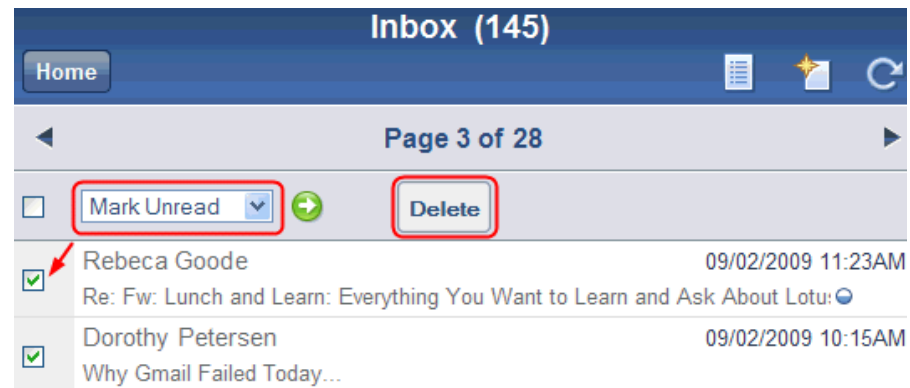 Inbox (145)
Home
Page 3 of 28
Mark Unread
Delete
Rebeca Goode 09/02/2009 11:23AM
Re: Fw: Lunch and Learn: Everything You Want to Learn and Ask About Lotu
Dorothy Petersen 09/02/2009 10:15AM
Why Gmail Failed Today...